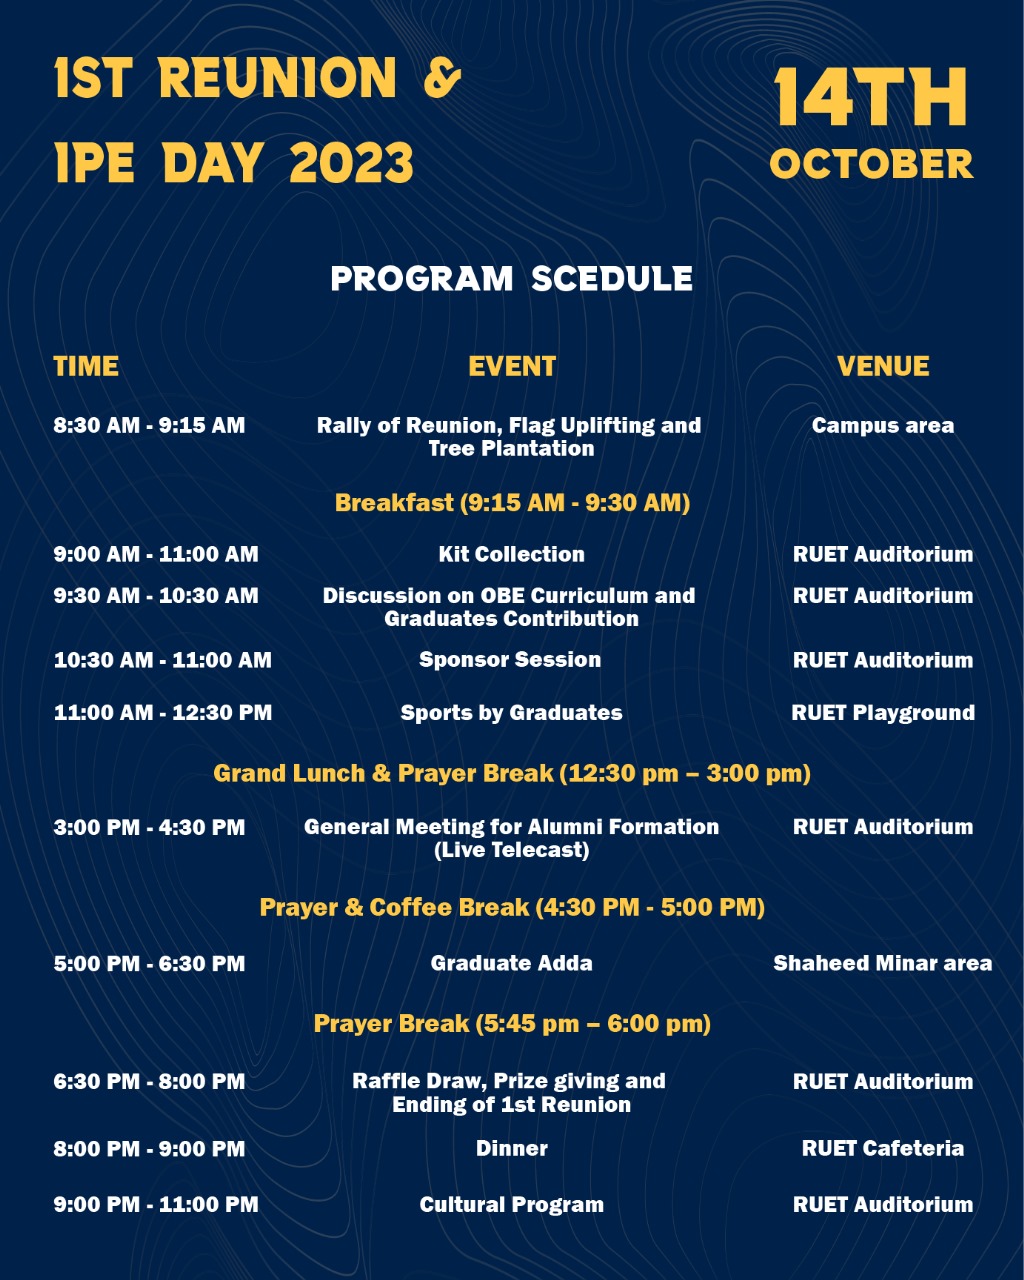 1ST REUNION &
IPE DAY 2023
14TH
OCTOBER
PROGRAM SCEDULE
TIME EVENT VENUE
8:30 AM - 9:15 AM Rally of Reunion, Flag Uplifting and Campus area
Tree Plantation
Breakfast (9:15 AM - 9:30 AM)
9:00 AM - 11:00 AM Kit Collection RUET Auditorium
9:30 AM - 10:30 AM Discussion on OBE Curriculum and RUET Auditorium
Graduates Contribution
10:30 AM - 11:00 AM Sponsor Session RUET Auditorium
11:00 AM - 12:30 PM Sports by Graduates RUET Playground
Grand Lunch & Prayer Break (12:30 pm – 3:00 pm)
3:00 PM - 4:30 PM General Meeting for Alumni Formation RUET Auditorium
(Live Telecast)
Prayer & Coffee Break (4:30 PM - 5:00 PM)
5:00 PM - 6:30 PM Graduate Adda Shaheed Minar area
Prayer Break (5:45 pm – 6:00 pm)
6:30 PM - 8:00 PM Raffle Draw, Prize giving and RUET Auditorium
Ending of 1st Reunion
8:00 PM - 9:00 PM Dinner RUET Cafeteria
9:00 PM - 11:00 PM Cultural Program RUET Auditorium